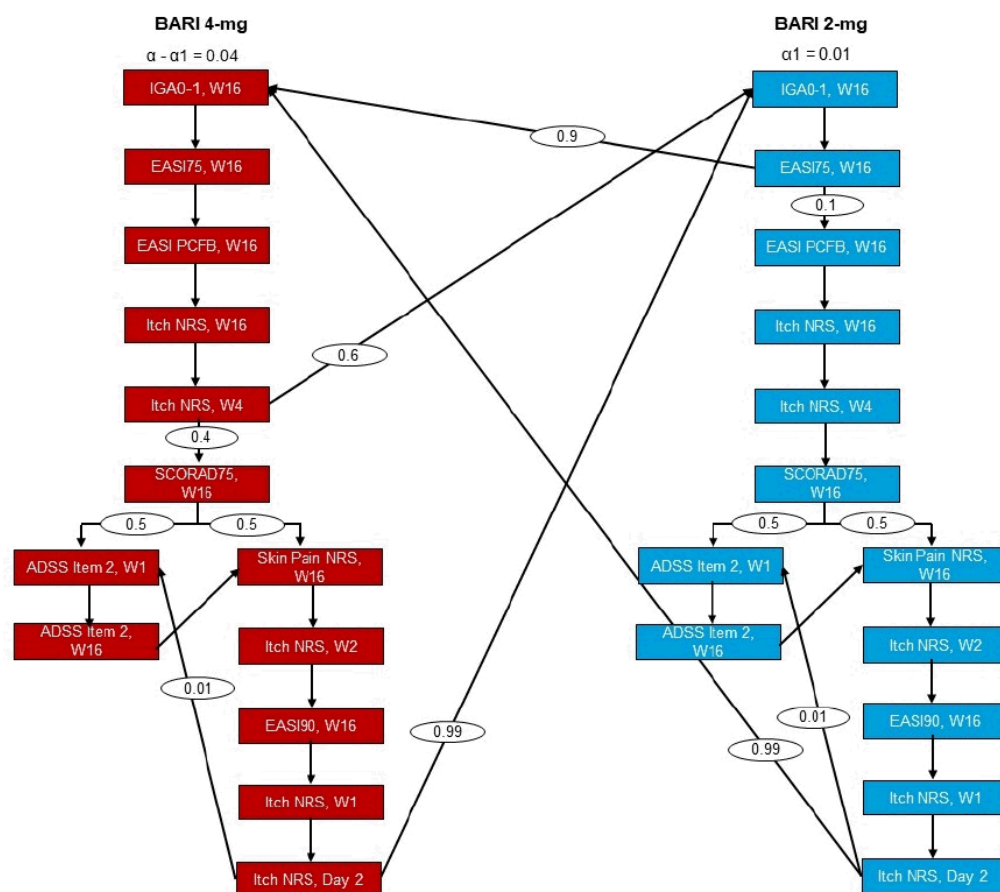 BARI 4-mg
α - α1 = 0.04
IGA0-1, W16
EASI75, W16
EASI PCFB, W16
Itch NRS, W16
Itch NRS, W4
0.4
SCORAD75,
W16
0.5
0.5
ADSS Item 2, W1
Skin Pain NRS,
W16
ADSS Item 2,
W16
Itch NRS, W2
0.01
EASI90, W16
Itch NRS, W1
Itch NRS, Day 2
0.9
0.6
0.99
BARI 2-mg
α1 = 0.01
IGA0-1, W16
EASI75, W16
0.1
EASI PCFB, W16
Itch NRS, W16
Itch NRS, W4
SCORAD75,
W16
0.5
0.5
ADSS Item 2, W1
Skin Pain NRS,
W16
ADSS Item 2,
W16
Itch NRS, W2
0.01
EASI90, W16
0.99
Itch NRS, W1
Itch NRS, Day 2